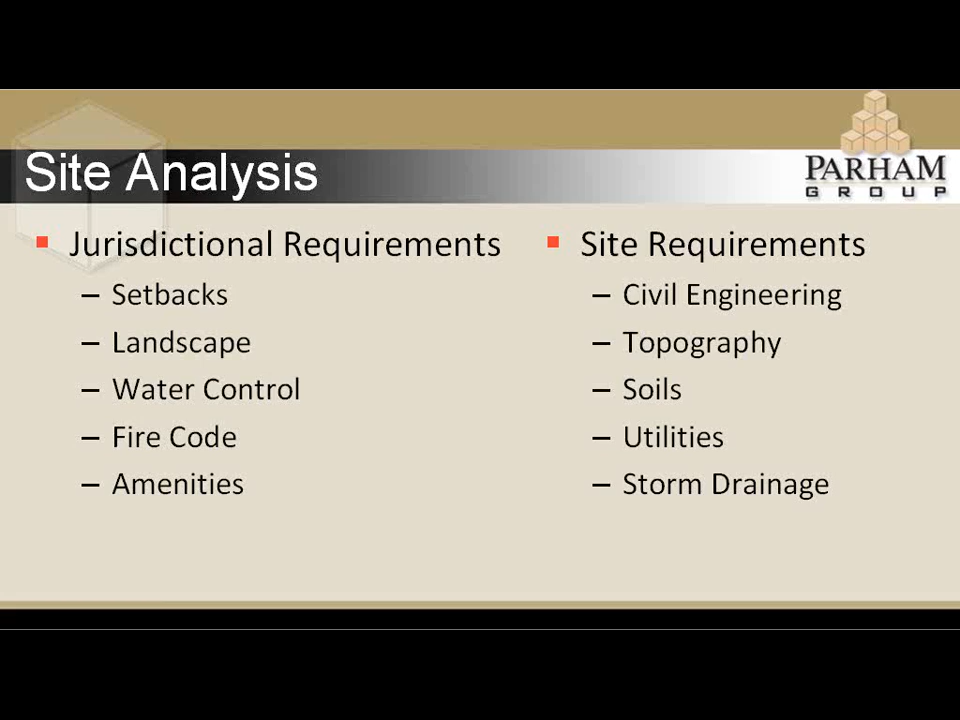 Site Analysis
PARHAM
GROUP
▪ Jurisdictional Requirements
– Setbacks
– Landscape
– Water Control
– Fire Code
– Amenities
▪ Site Requirements
– Civil Engineering
– Topography
– Soils
– Utilities
– Storm Drainage